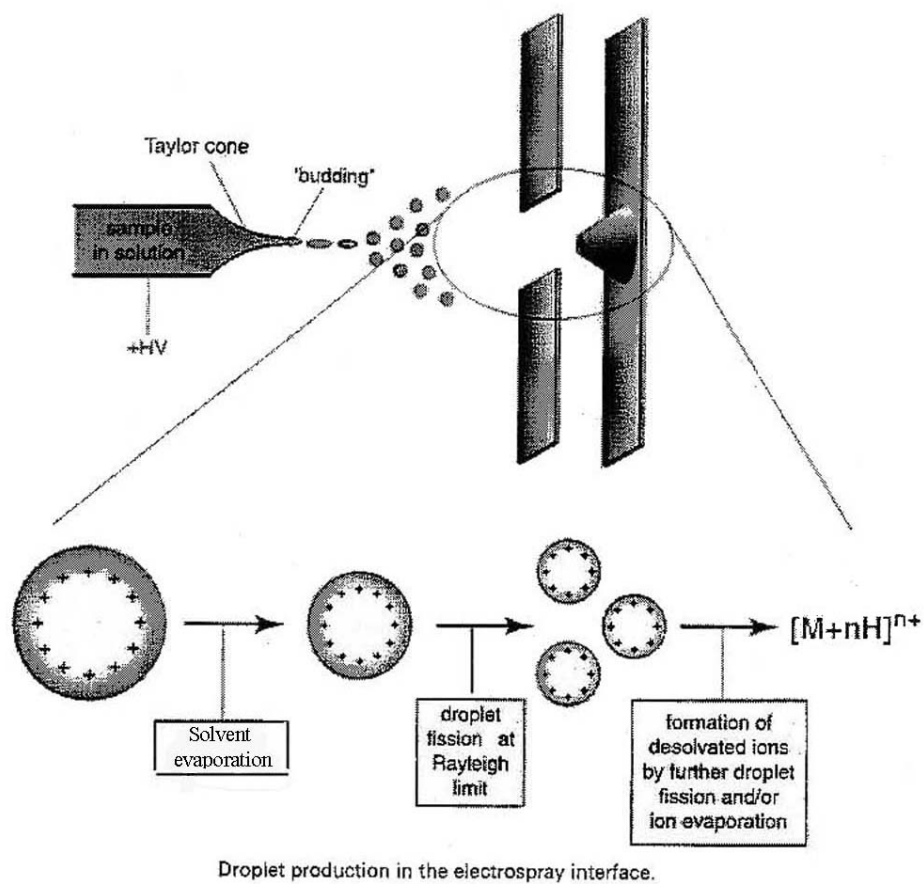 Taylor cone
'budding"
sample
in solution
+HV
Solvent
evaporation
droplet
fission at
Rayleigh
limit
formation of
desolvated ions
by further droplet
fission and/or
ion evaporation
[M+nH]ⁿ⁺
Droplet production in the electrospray interface.